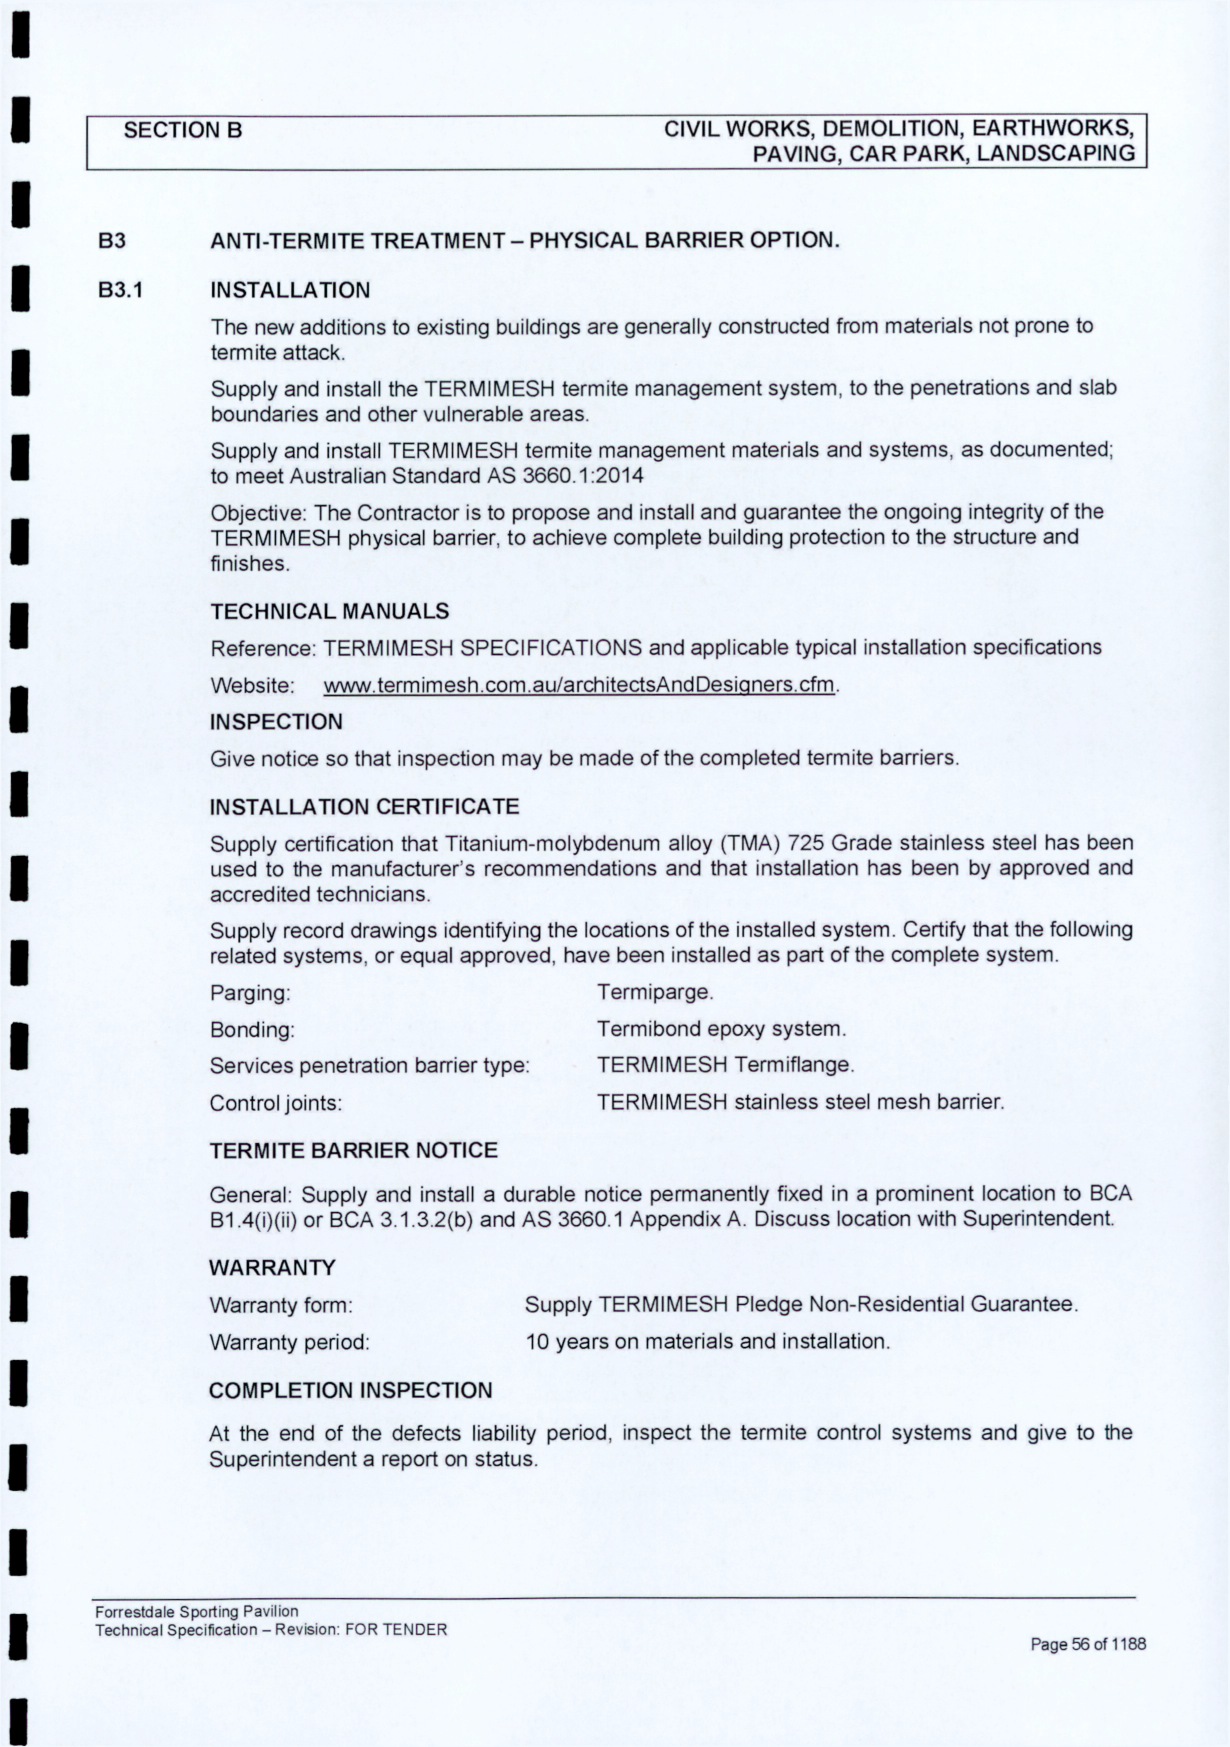 SECTION B
CIVIL WORKS, DEMOLITION, EARTHWORKS,
PAVING, CAR PARK, LANDSCAPING
B3 ANTI-TERMITE TREATMENT – PHYSICAL BARRIER OPTION.
B3.1 INSTALLATION
The new additions to existing buildings are generally constructed from materials not prone to
termite attack.
Supply and install the TERMIMESH termite management system, to the penetrations and slab
boundaries and other vulnerable areas.
Supply and install TERMIMESH termite management materials and systems, as documented;
to meet Australian Standard AS 3660.1:2014
Objective: The Contractor is to propose and install and guarantee the ongoing integrity of the
TERMIMESH physical barrier, to achieve complete building protection to the structure and
finishes.
TECHNICAL MANUALS
Reference: TERMIMESH SPECIFICATIONS and applicable typical installation specifications
Website: www.termimesh.com.au/architectsAndDesigners.cfm.
INSPECTION
Give notice so that inspection may be made of the completed termite barriers.
INSTALLATION CERTIFICATE
Supply certification that Titanium-molybdenum alloy (TMA) 725 Grade stainless steel has been
used to the manufacturer's recommendations and that installation has been by approved and
accredited technicians.
Supply record drawings identifying the locations of the installed system. Certify that the following
related systems, or equal approved, have been installed as part of the complete system.
Parging: Termiparge.
Bonding: Termibond epoxy system.
Services penetration barrier type: TERMIMESH Termiflange.
Control joints: TERMIMESH stainless steel mesh barrier.
TERMITE BARRIER NOTICE
General: Supply and install a durable notice permanently fixed in a prominent location to BCA
B1.4(i)(ii) or BCA 3.1.3.2(b) and AS 3660.1 Appendix A. Discuss location with Superintendent.
WARRANTY
Warranty form: Supply TERMIMESH Pledge Non-Residential Guarantee.
Warranty period: 10 years on materials and installation.
COMPLETION INSPECTION
At the end of the defects liability period, inspect the termite control systems and give to the
Superintendent a report on status.
Forrestdale Sporting Pavilion
Technical Specification – Revision: FOR TENDER
Page 56 of 1188